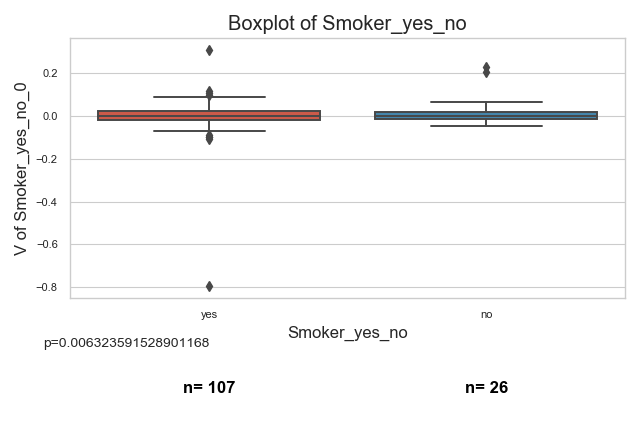 Boxplot of Smoker_yes_no
V of Smoker_yes_no_0
0.2
0.0
−0.2
−0.4
−0.6
−0.8
yes
no
Smoker_yes_no
p=0.006323591528901168
n= 107
n= 26